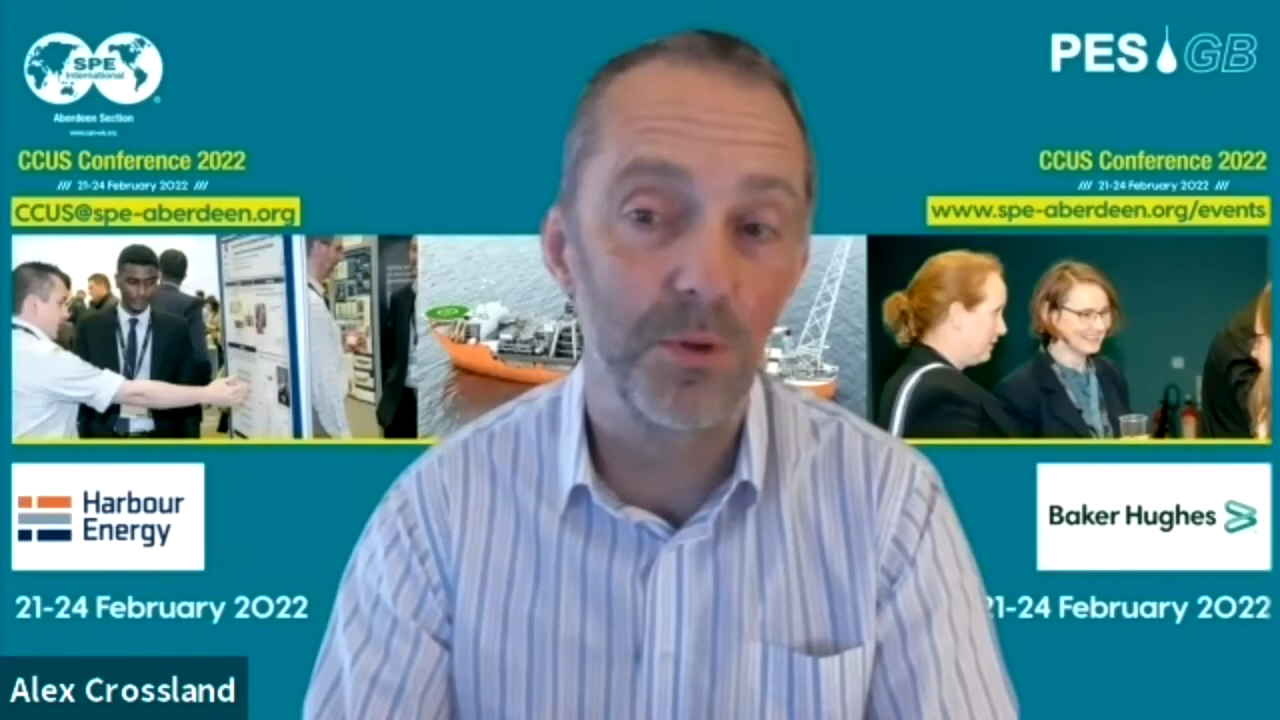 SPE
International
Aberdeen Section
CCUS Conference 2022
/// 21-24 February 2022 ///
CCUS@spe-aberdeen.org
PES GB
CCUS Conference 2022
/// 21-24 February 2022 ///
www.spe-aberdeen.org/events
Harbour
Energy
Baker Hughes
21-24 February 2022
21-24 February 2022
Alex Crossland